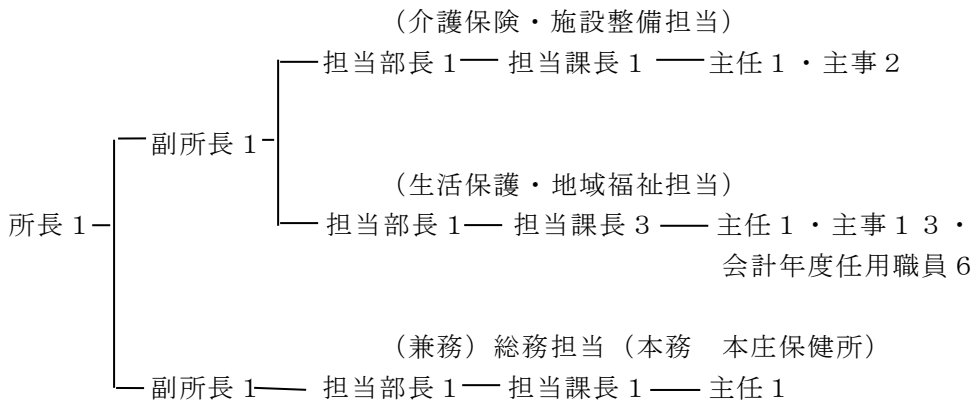 （介護保険・施設整備担当）
担当部長１ 担当課長１ 主任１・主事２
副所長１
（生活保護・地域福祉担当）
所長１ 担当部長１ 担当課長３ 主任１・主事１３・
会計年度任用職員６
（兼務）総務担当（本務　本庄保健所）
副所長１ 担当部長１ 担当課長１ 主任１